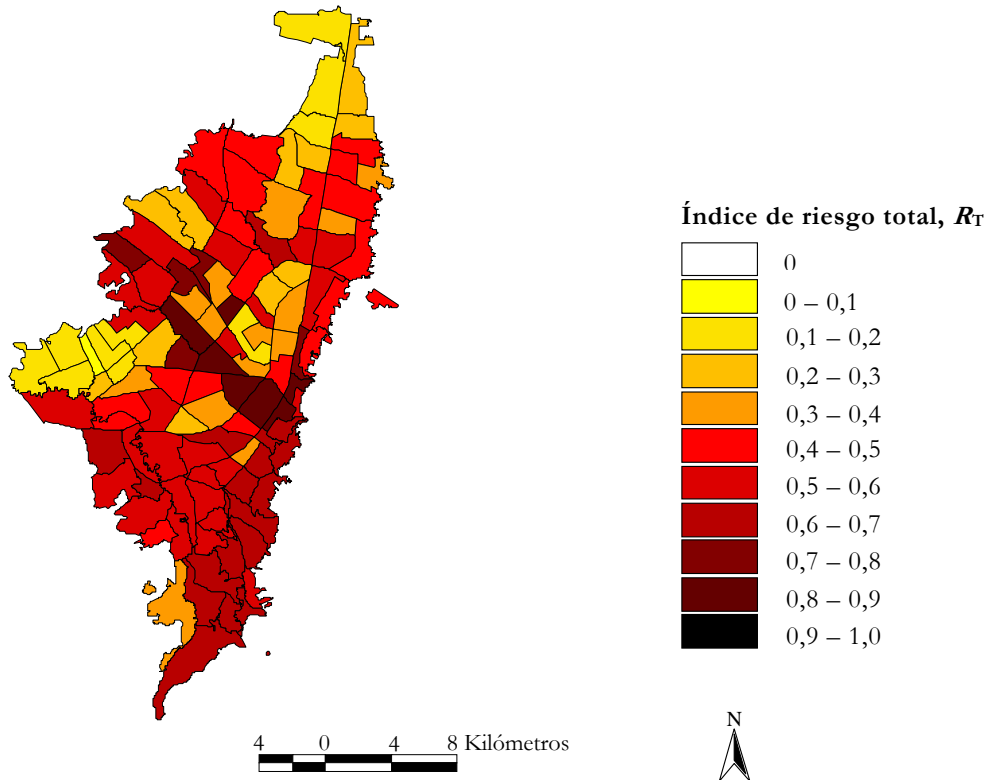 Índice de riesgo total, R_T
0
0 – 0,1
0,1 – 0,2
0,2 – 0,3
0,3 – 0,4
0,4 – 0,5
0,5 – 0,6
0,6 – 0,7
0,7 – 0,8
0,8 – 0,9
0,9 – 1,0
4 0 4 8 Kilómetros
N